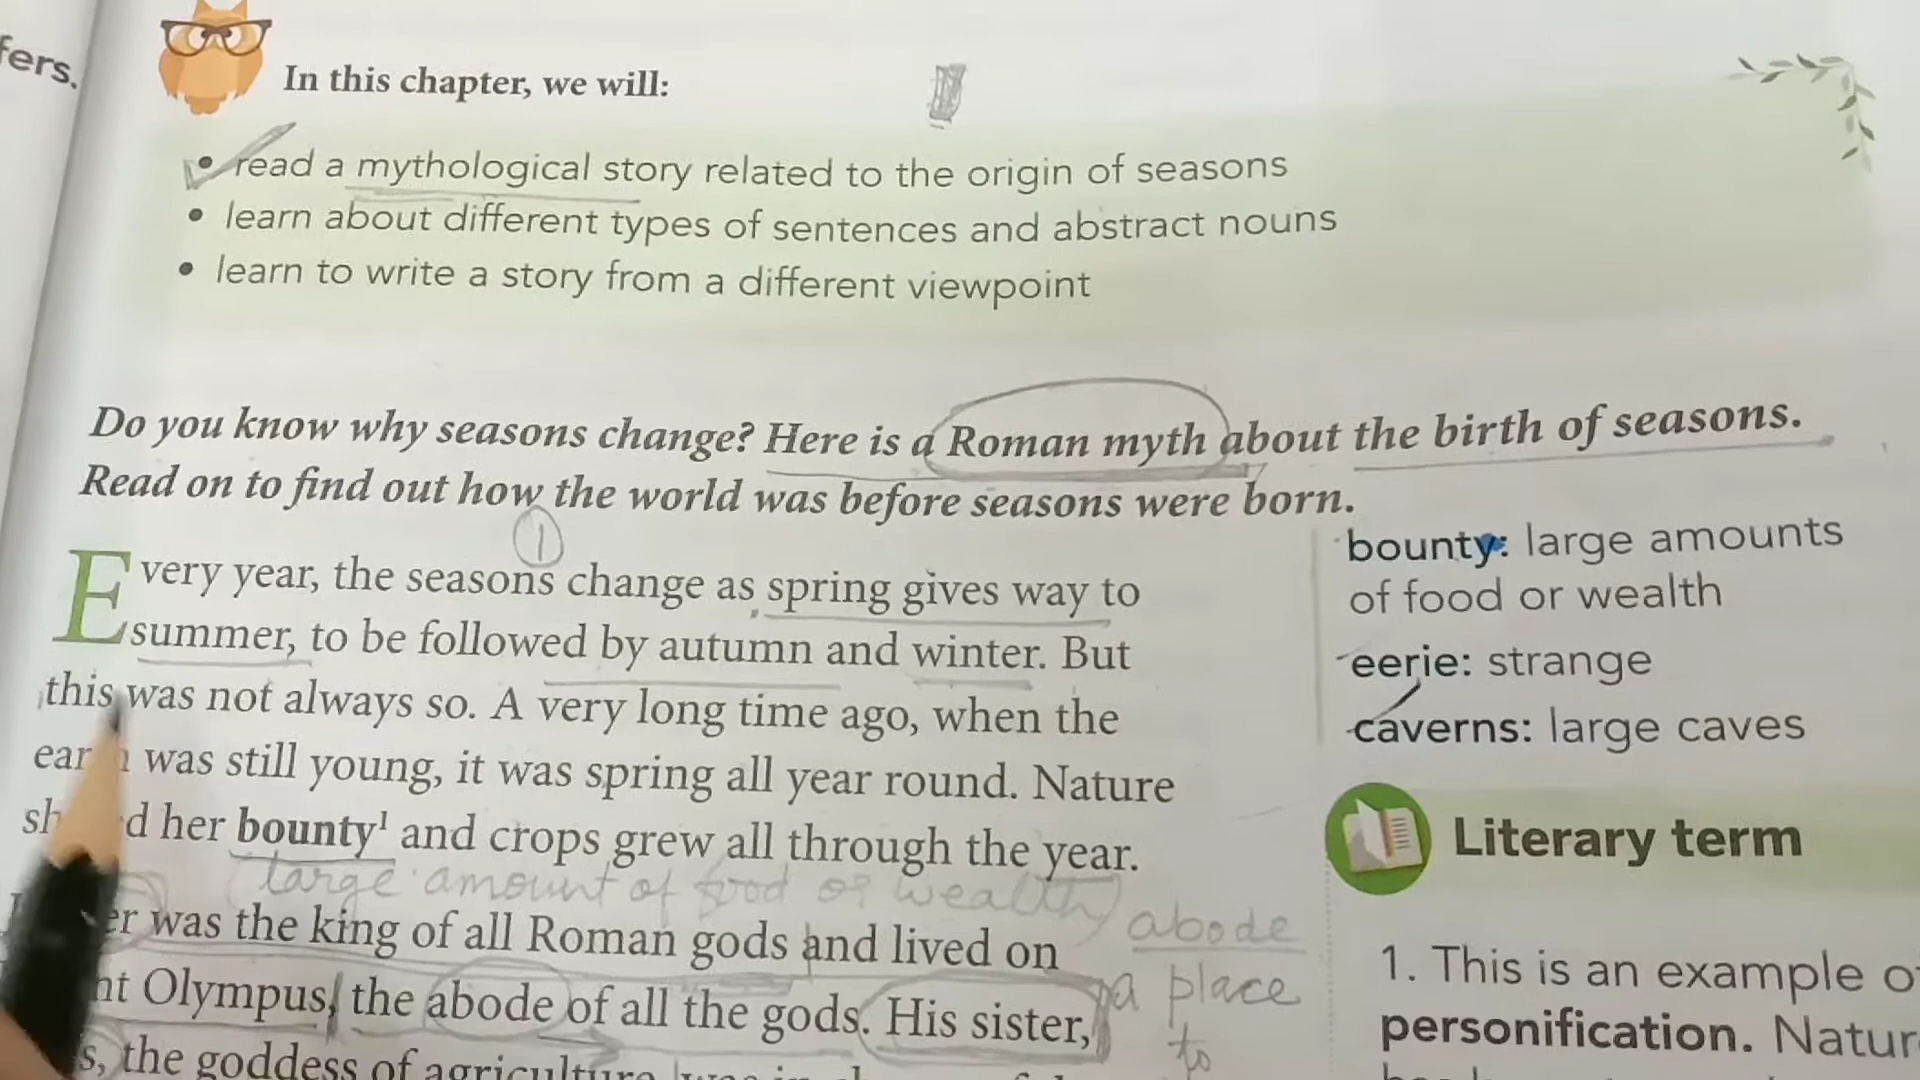 fers.
In this chapter, we will:
• read a mythological story related to the origin of seasons
• learn about different types of sentences and abstract nouns
• learn to write a story from a different viewpoint
Do you know why seasons change? Here is a Roman myth about the birth of seasons.
Read on to find out how the world was before seasons were born.
1
Every year, the seasons change as spring gives way to
summer, to be followed by autumn and winter. But
this was not always so. A very long time ago, when the
was still young, it was spring all year round. Nature
her bounty¹ and crops grew all through the year.
large amount of food or wealth)
er was the king of all Roman gods and lived on
nt Olympus, the abode of all the gods. His sister,
s, the goddess of agriculture
abode
a place
to
bounty: large amounts
of food or wealth
eerie: strange
caverns: large caves
Literary term
1. This is an example o
personification. Natur